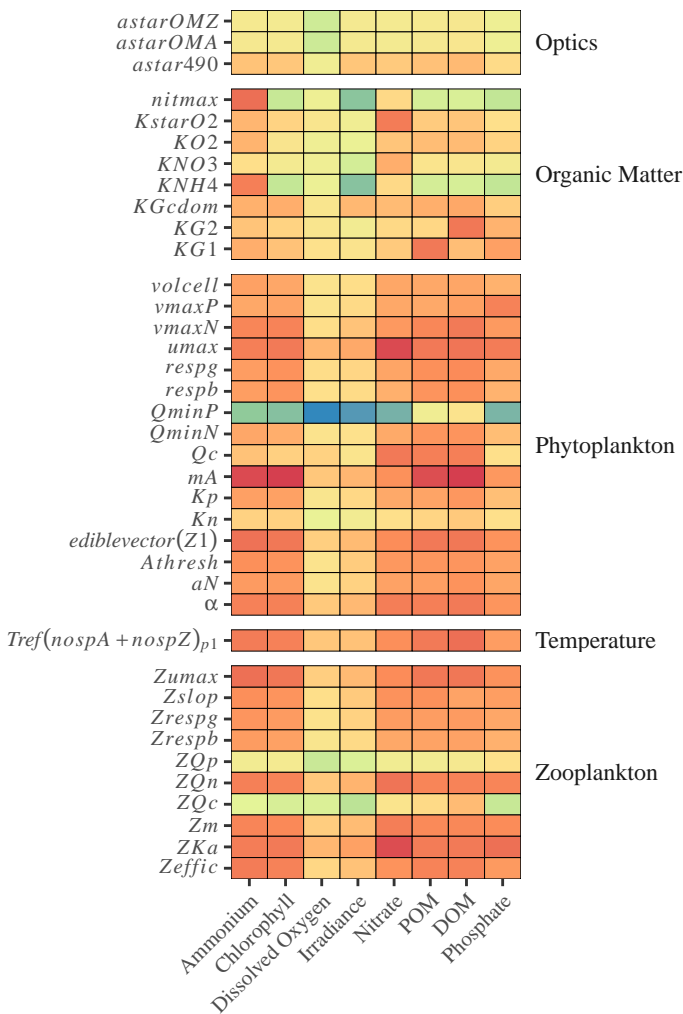 astarOMZ
astarOMA
astar490
Optics
nitmax
KstarO2
KO2
KNO3
KNH4
KGcdom
KG2
KG1
Organic Matter
volcell
vmaxP
vmaxN
umax
respg
respb
QminP
QminN
Qc
mA
Kp
Kn
ediblevector(Z1)
Athresh
aN
α
Phytoplankton
Tref(nospA + nospZ)p1
Temperature
Zumax
Zslop
Zrespg
Zrespb
ZQp
ZQn
ZQc
Zm
ZKa
Zeffic
Zooplankton
Ammonium
Chlorophyll
Dissolved Oxygen
Irradiance
Nitrate
POM
DOM
Phosphate